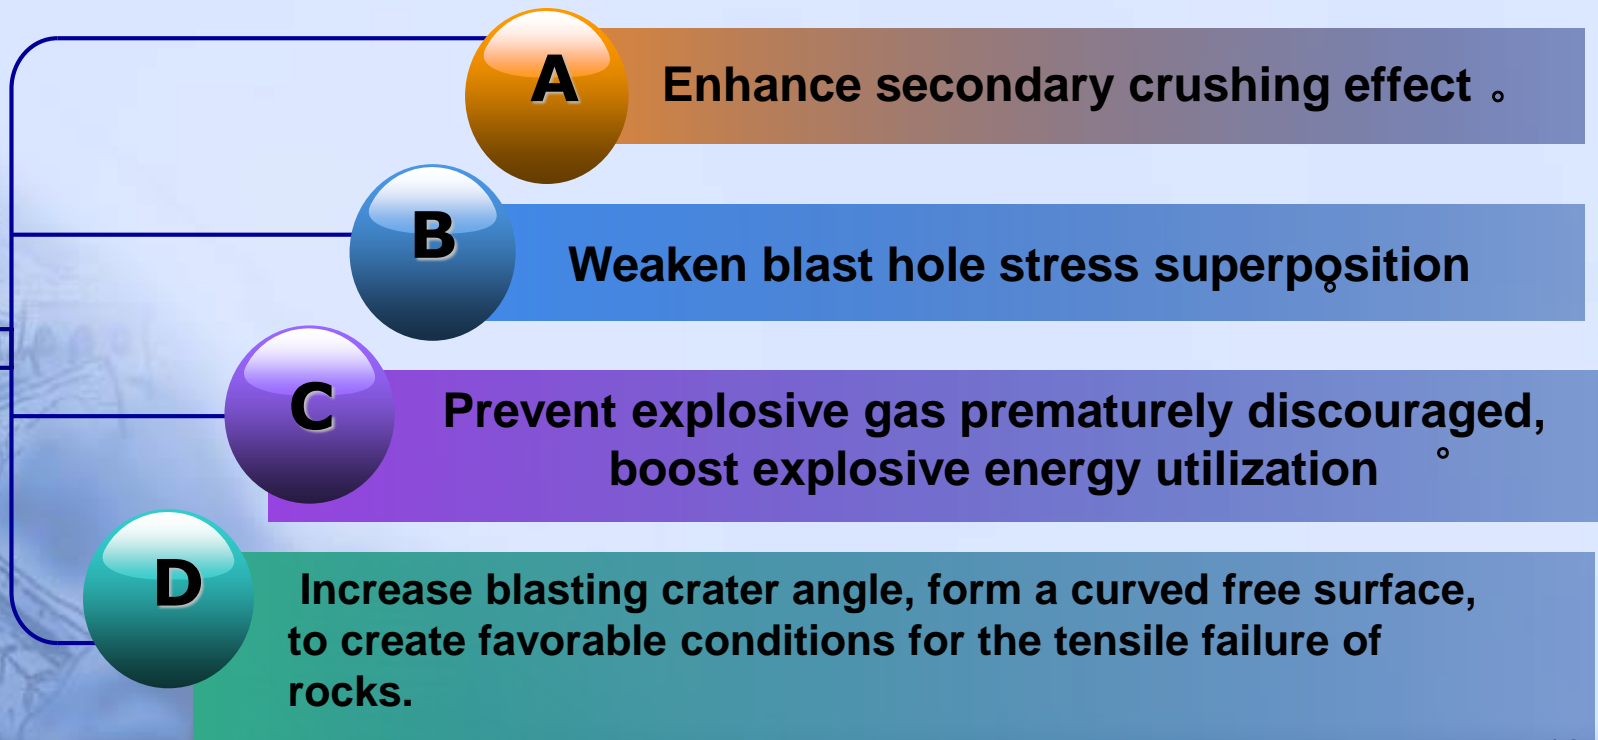 A
Enhance secondary crushing effect 。
B
Weaken blast hole stress superposition
。
C
Prevent explosive gas prematurely discouraged,
boost explosive energy utilization 。
D
Increase blasting crater angle, form a curved free surface,
to create favorable conditions for the tensile failure of
rocks.